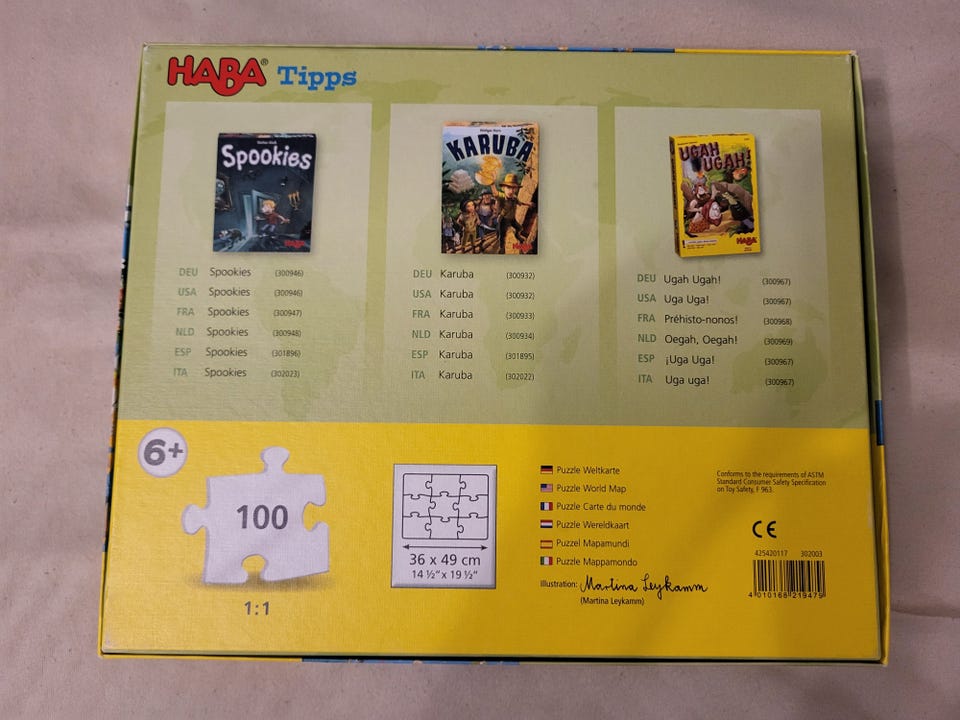 HABA® Tipps
Spookies
HABA
KARUBA
HABA
UGAH
UGAH!
HABA
DEU Spookies (300946)
USA Spookies (300946)
FRA Spookies (300947)
NLD Spookies (300948)
ESP Spookies (301896)
ITA Spookies (302023)
DEU Karuba (300932)
USA Karuba (300932)
FRA Karuba (300933)
NLD Karuba (300934)
ESP Karuba (301895)
ITA Karuba (302022)
DEU Ugah Ugah! (300967)
USA Uga Uga! (300967)
FRA Préhisto-nonos! (300968)
NLD Oegah, Oegah! (300969)
ESP ¡Uga Uga! (300967)
ITA Uga uga! (300967)
6+
100
1:1
36 x 49 cm
14 ½" x 19 ½"
Puzzle Weltkarte
Puzzle World Map
Puzzle Carte du monde
Puzzle Wereldkaart
Puzzel Mapamundi
Puzzle Mappamondo
Illustration: Martina Leykamm
(Martina Leykamm)
Conforms to the requirements of ASTM
Standard Consumer Safety Specification
on Toy Safety, F 963.
CE
425420117 302003
4 010168 219479